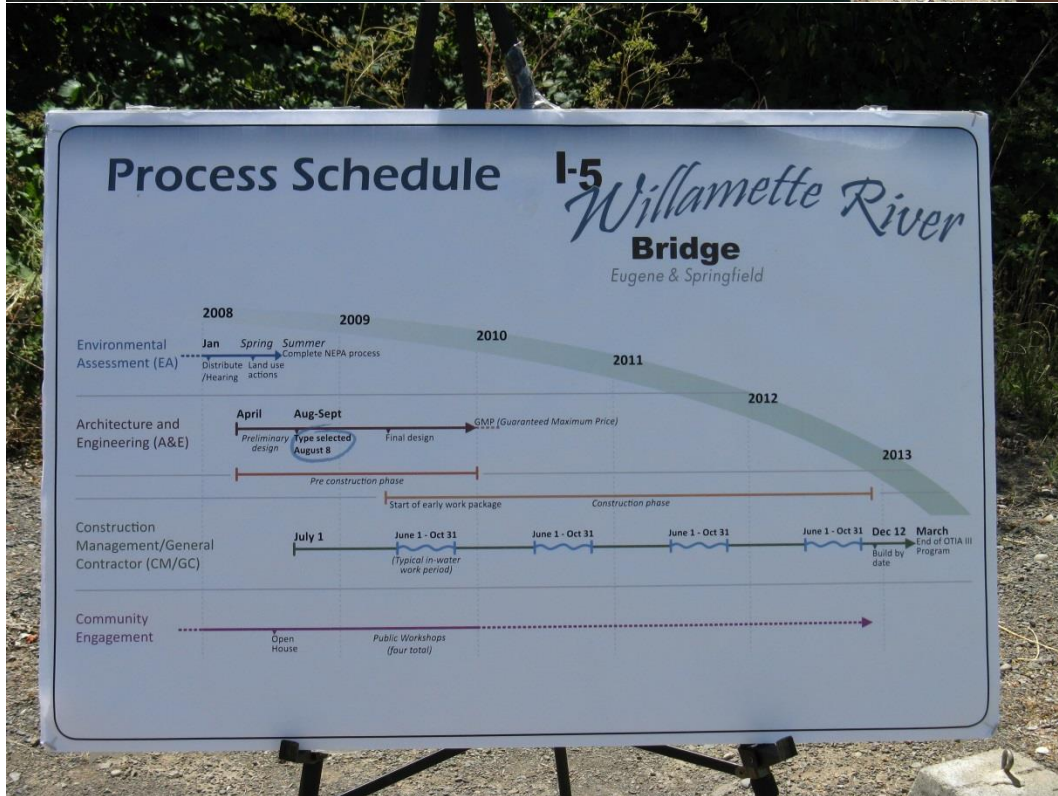 Process Schedule
I-5
Willamette River
Bridge
Eugene & Springfield
2008
2009
2010
2011
2012
2013
Environmental
Assessment (EA)
Jan Spring Summer
Complete NEPA process
Distribute Land use
/Hearing actions
Architecture and
Engineering (A&E)
April Aug-Sept
GMP (Guaranteed Maximum Price)
Preliminary
design
Type selected
August 8
Final design
Pre construction phase
Start of early work package
Construction phase
Construction
Management/General
Contractor (CM/GC)
July 1
June 1 - Oct 31
(Typical in-water
work period)
June 1 - Oct 31
June 1 - Oct 31
June 1 - Oct 31
Dec 12
Build by
date
March
End of OTIA III
Program
Community
Engagement
Open
House
Public Workshops
(four total)